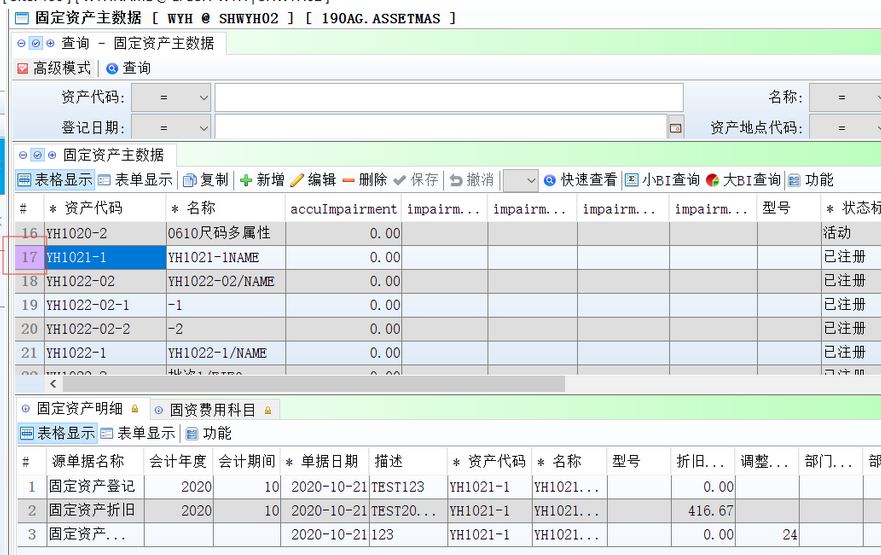 固定资产主数据 [ WYH @ SHWYH02 ] [ 190AG.ASSETMAS ]
查询 - 固定资产主数据
高级模式 查询
资产代码: = 名称: =
登记日期: = 资产地点代码: =
固定资产主数据
表格显示 表单显示 复制 新增 编辑 删除 保存 撤消 快速查看 小BI查询 大BI查询 功能
# * 资产代码 * 名称 accuImpairment impairm... impairm... impairm... impairm... 型号 * 状态标
16 YH1020-2 0610尺码多属性 0.00 活动
17 YH1021-1 YH1021-1NAME 0.00 已注册
18 YH1022-02 YH1022-02/NAME 0.00 已注册
19 YH1022-02-1 -1 0.00 已注册
20 YH1022-02-2 -2 0.00 已注册
21 YH1022-1 YH1022-1/NAME 0.00 已注册
固定资产明细 固资费用科目
表格显示 表单显示 功能
# 源单据名称 会计年度 会计期间 * 单据日期 描述 * 资产代码 * 名称 型号 折旧... 调整... 部门... 部
1 固定资产登记 2020 10 2020-10-21 TEST123 YH1021-1 YH1021... 0.00
2 固定资产折旧 2020 10 2020-10-21 TEST20... YH1021-1 YH1021... 416.67
3 固定资产... 2020-10-21 123 YH1021-1 YH1021... 0.00 24